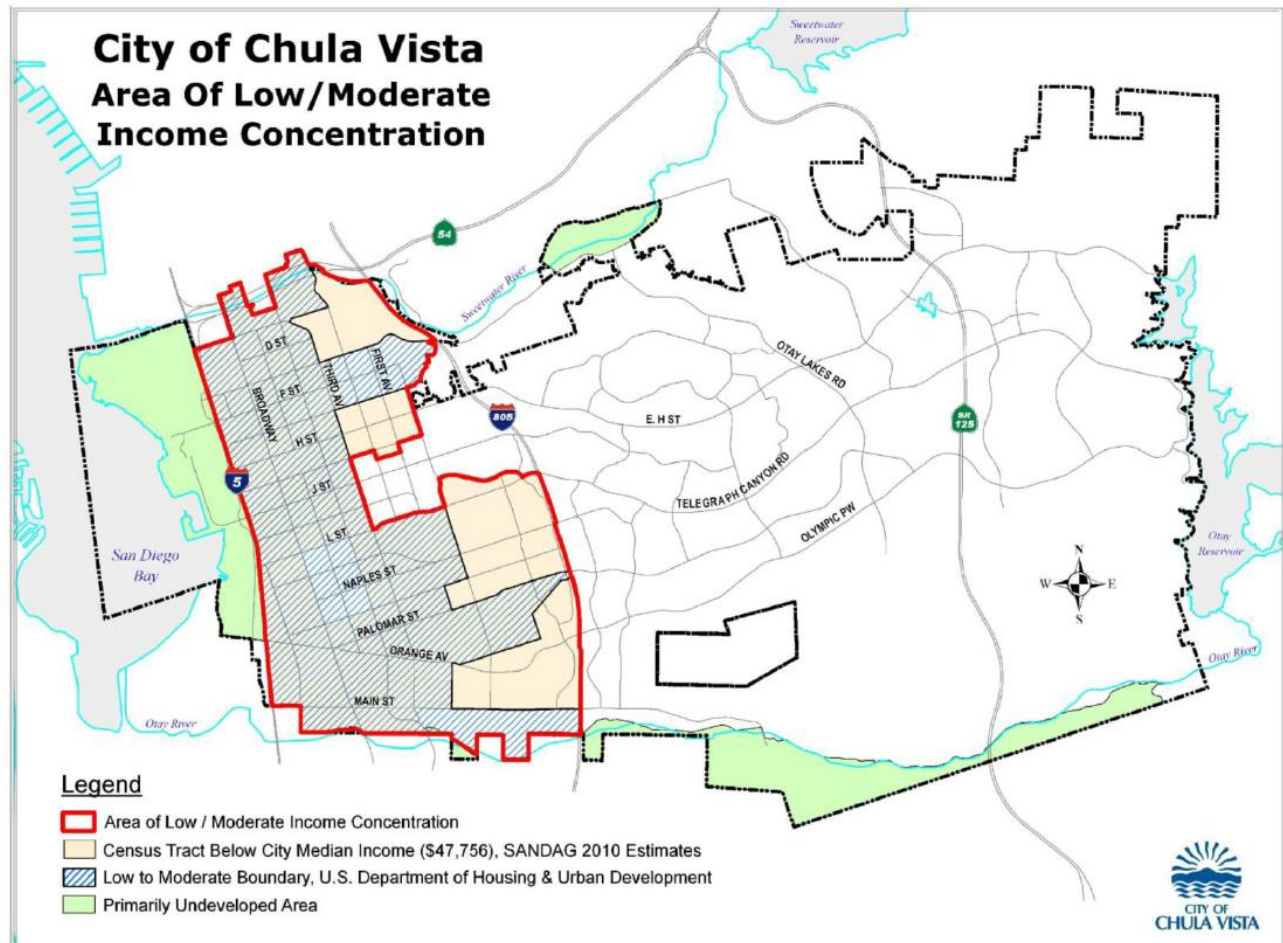 City of Chula Vista
Area Of Low/Moderate
Income Concentration
Sweetwater
Reservoir
54
Sweetwater River
D ST
THIRD AV
FIRST AV
BROADWAY
F ST
OTAY LAKES RD
805
E. H ST
SR
125
H ST
5
J ST
TELEGRAPH CANYON RD
OLYMPIC PW
L ST
San Diego
Bay
NAPLES ST
Otay
Reservoir
N
W
E
S
PALOMAR ST
ORANGE AV
Otay River
MAIN ST
Otay River
Legend
Area of Low / Moderate Income Concentration
Census Tract Below City Median Income ($47,756), SANDAG 2010 Estimates
Low to Moderate Boundary, U.S. Department of Housing & Urban Development
Primarily Undeveloped Area
CITY OF
CHULA VISTA